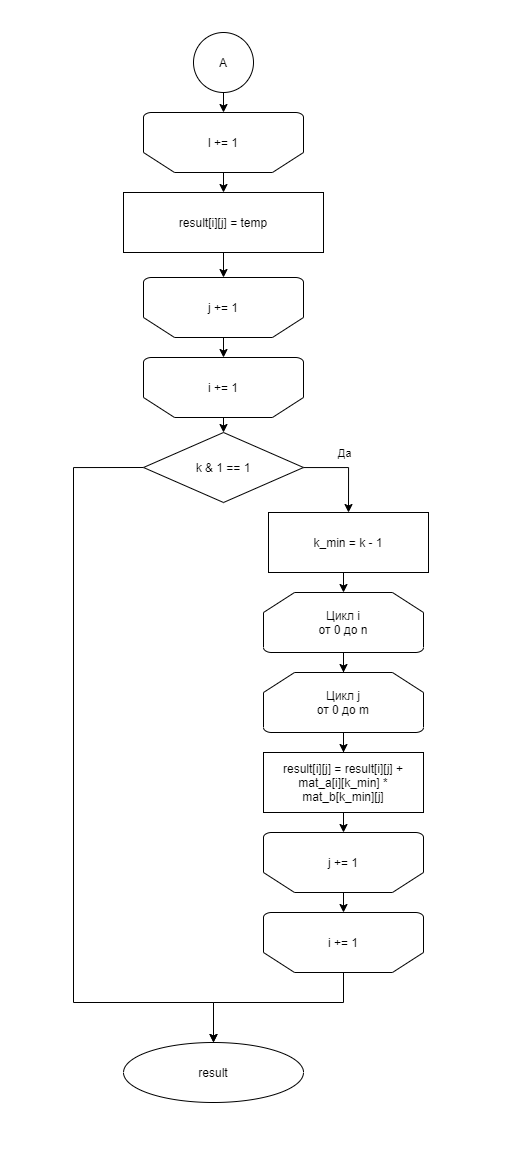 A
l += 1
result[i][j] = temp
j += 1
i += 1
k & 1 == 1
Да
k_min = k - 1
Цикл i
от 0 до n
Цикл j
от 0 до m
result[i][j] = result[i][j] +
mat_a[i][k_min] *
mat_b[k_min][j]
j += 1
i += 1
result